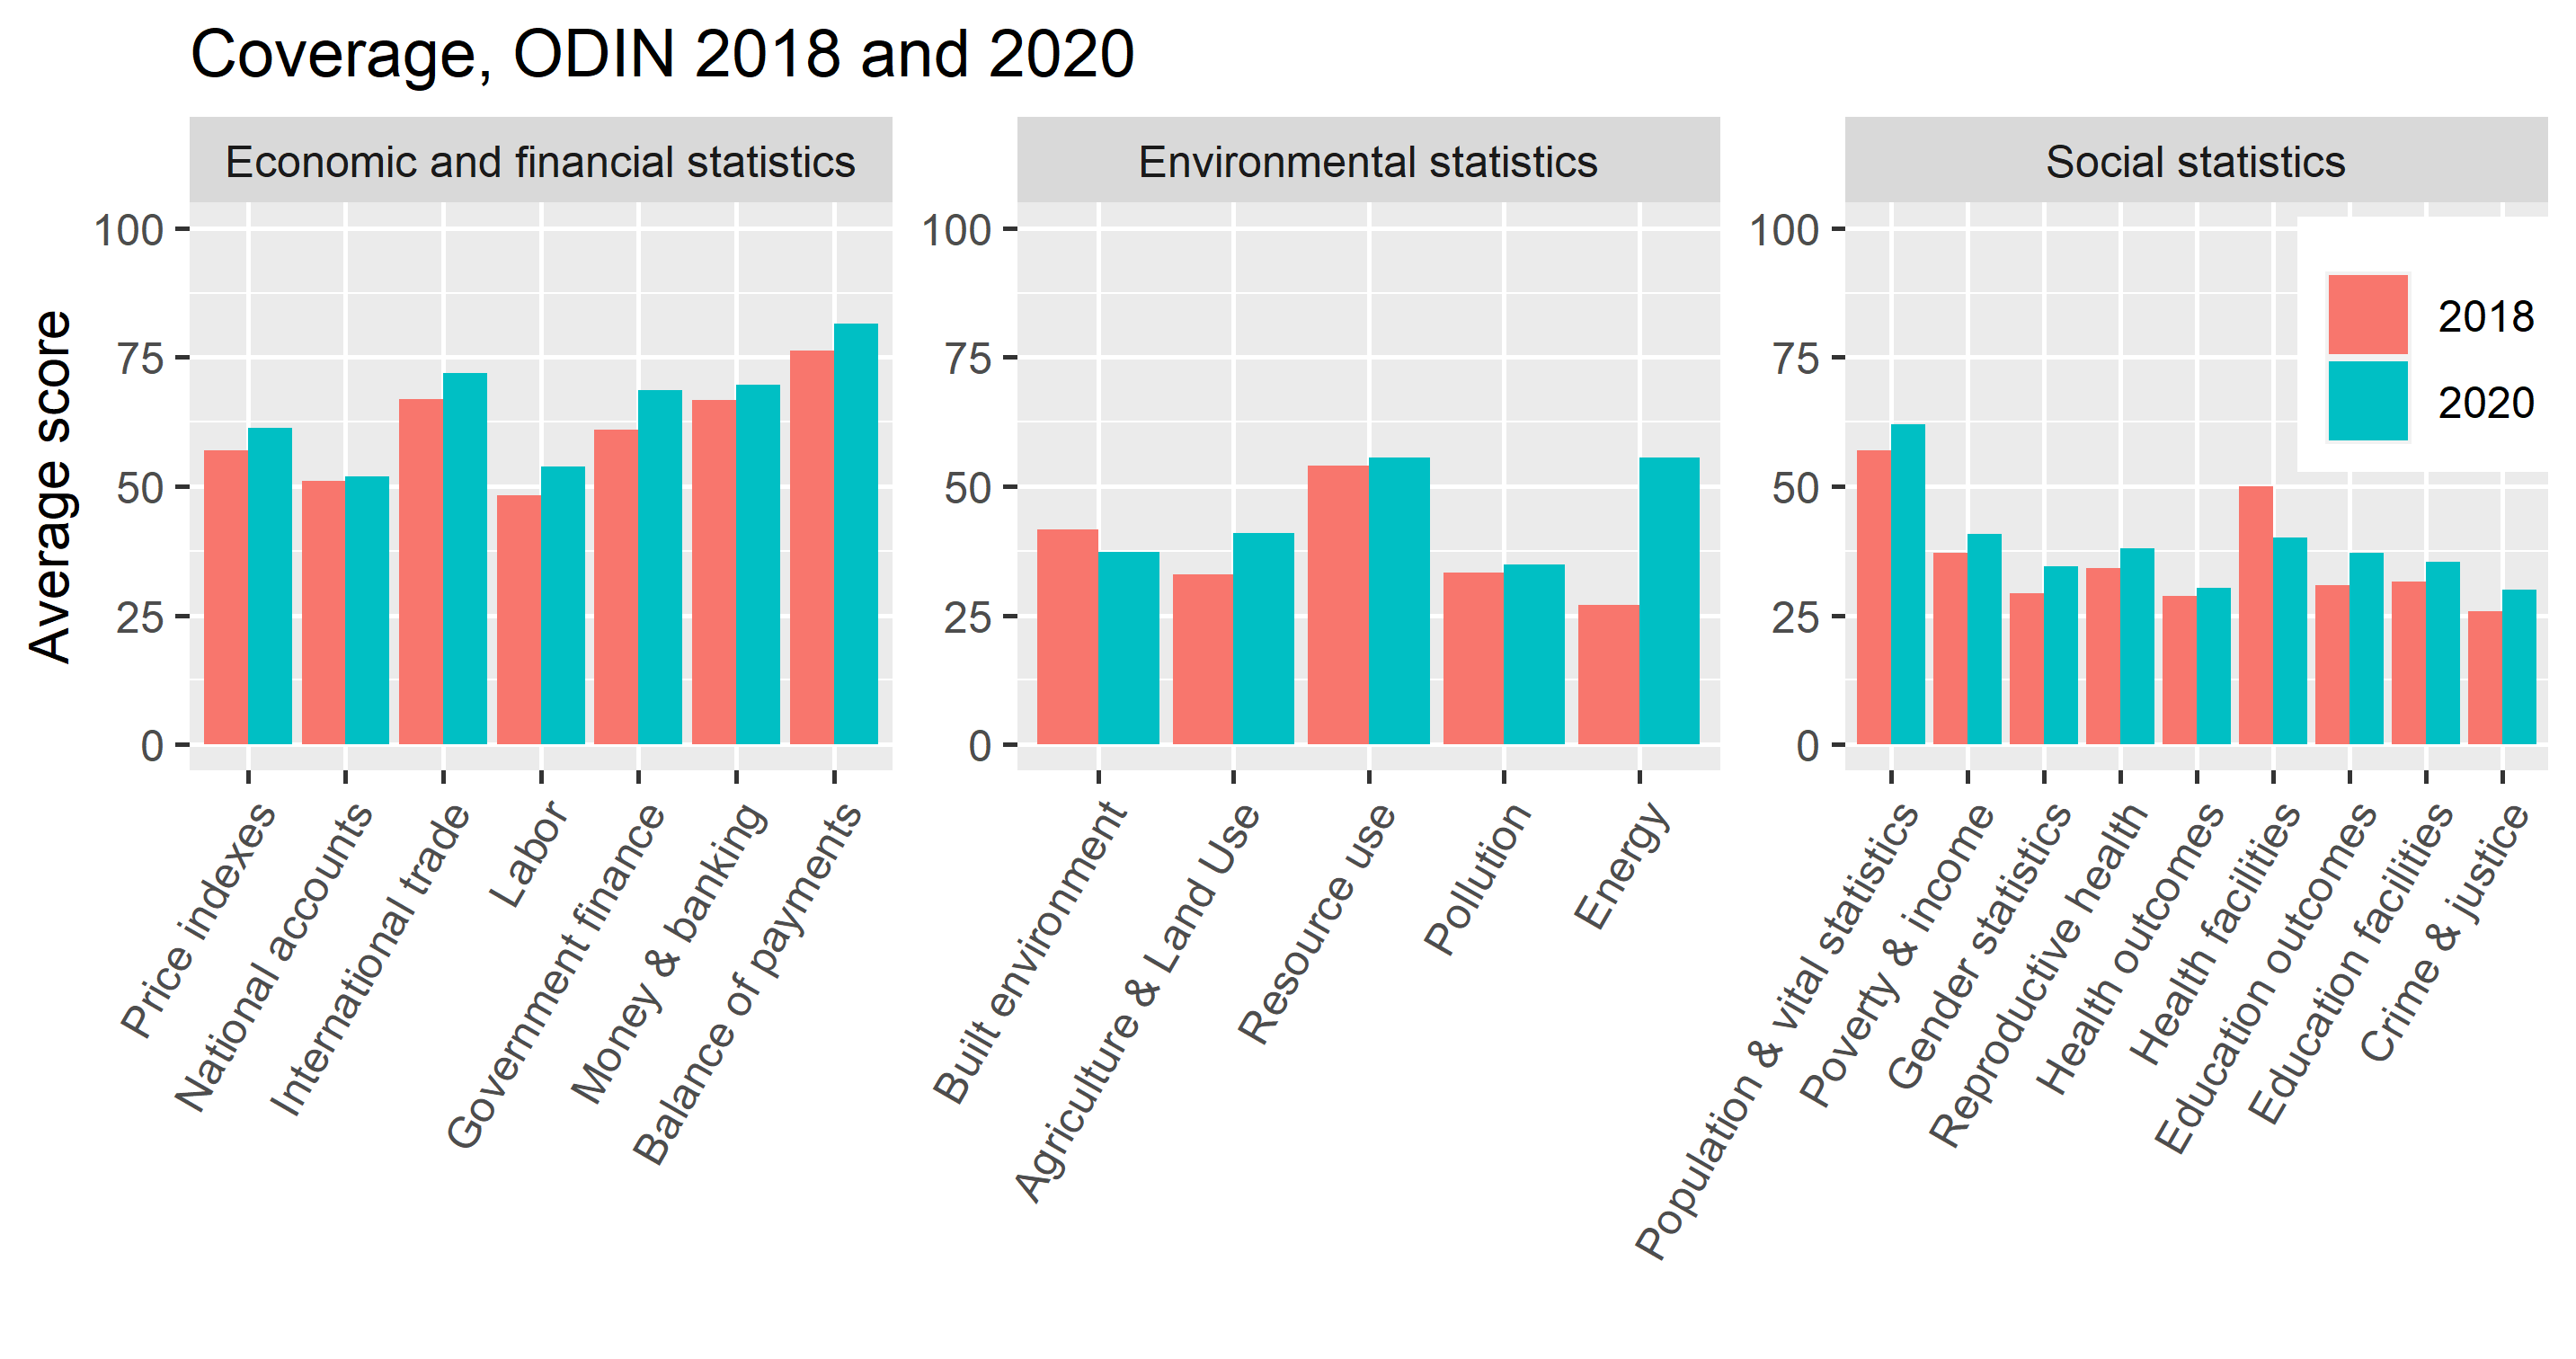 Coverage, ODIN 2018 and 2020
Economic and financial statistics
Environmental statistics
Social statistics
Average score
100
75
50
25
0
100
75
50
25
0
100
75
50
25
0
2018
2020
Price indexes
National accounts
International trade
Labor
Government finance
Money & banking
Balance of payments
Built environment
Agriculture & Land Use
Resource use
Pollution
Energy
Population & vital statistics
Poverty & income
Gender statistics
Reproductive health
Health outcomes
Health facilities
Education outcomes
Education facilities
Crime & justice